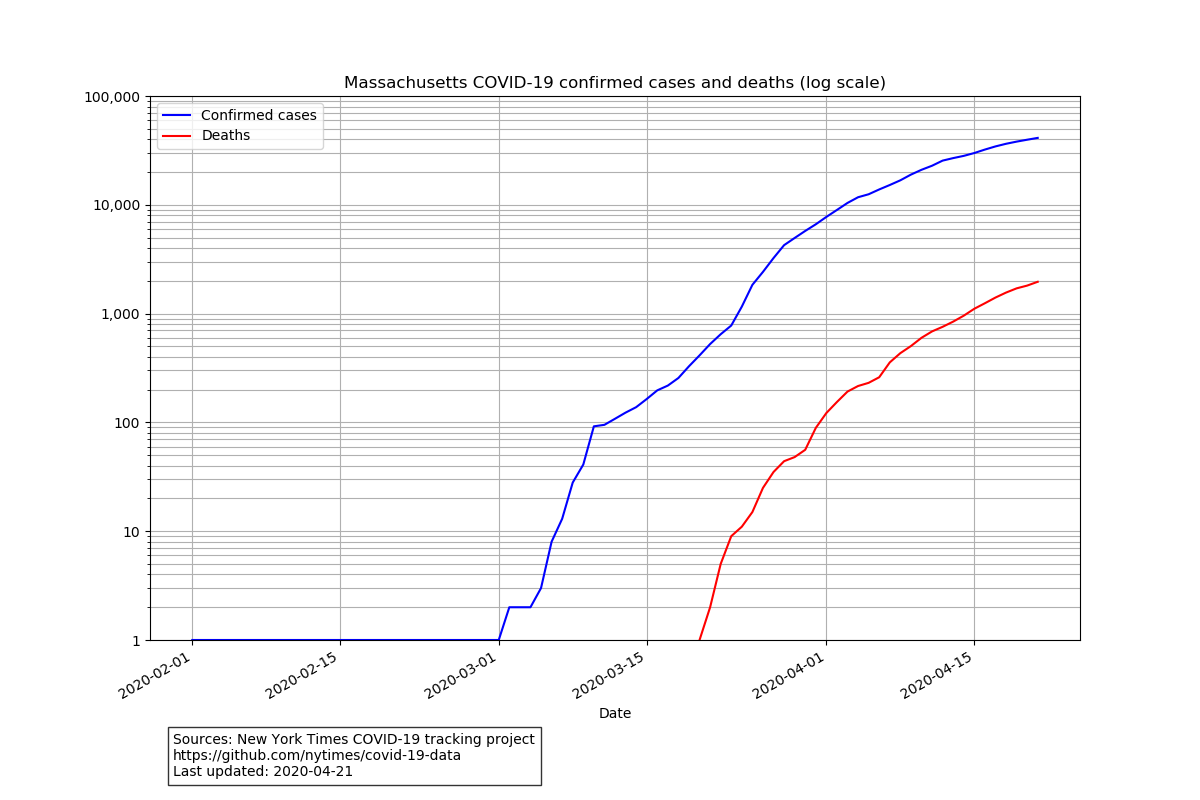 Massachusetts COVID-19 confirmed cases and deaths (log scale)
100,000
10,000
1,000
100
10
1
Confirmed cases
Deaths
2020-02-01
2020-02-15
2020-03-01
2020-03-15
2020-04-01
2020-04-15
Date
Sources: New York Times COVID-19 tracking project
https://github.com/nytimes/covid-19-data
Last updated: 2020-04-21